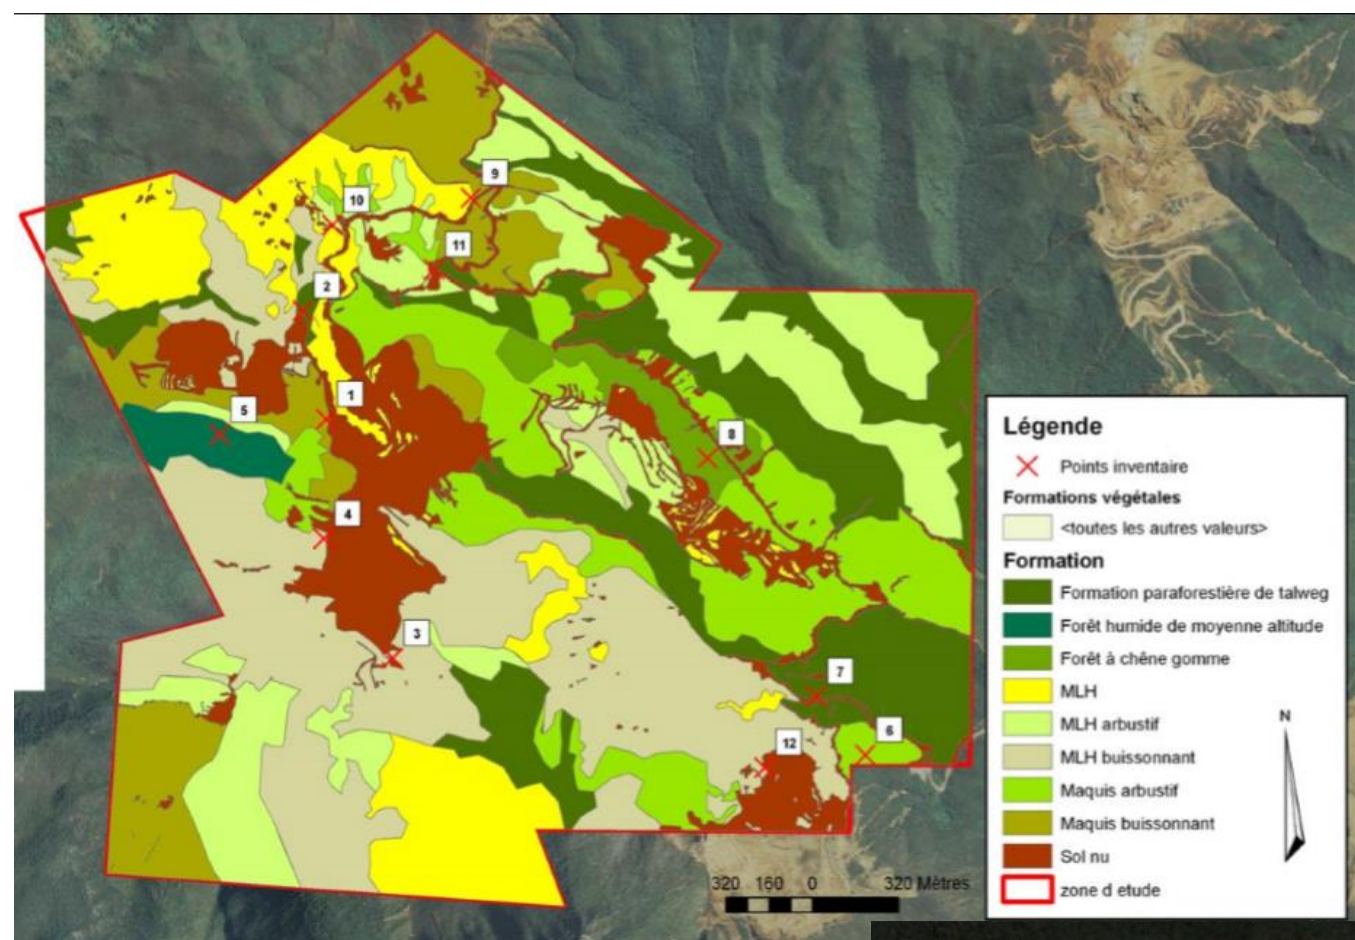 9
10
11
2
1
5
8
4
3
7
6
12
Légende
Points inventaire
Formations végétales
<toutes les autres valeurs>
Formation
Formation paraforestière de talweg
Forêt humide de moyenne altitude
Forêt à chêne gomme
MLH
MLH arbustif
MLH buissonnant
Maquis arbustif
Maquis buissonnant
Sol nu
zone d etude
N
320 160 0 320 Mètres